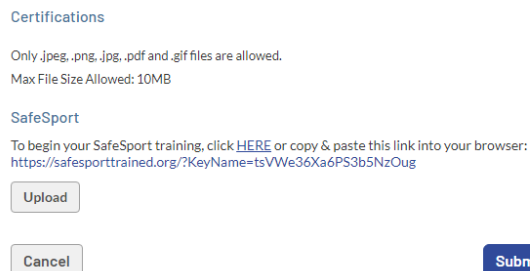 Certifications
Only .jpeg, .png, .jpg, .pdf and .gif files are allowed.
Max File Size Allowed: 10MB
SafeSport
To begin your SafeSport training, click HERE or copy & paste this link into your browser:
https://safesporttrained.org/?KeyName=tsVWe36Xa6PS3b5NzOug
Upload
Cancel